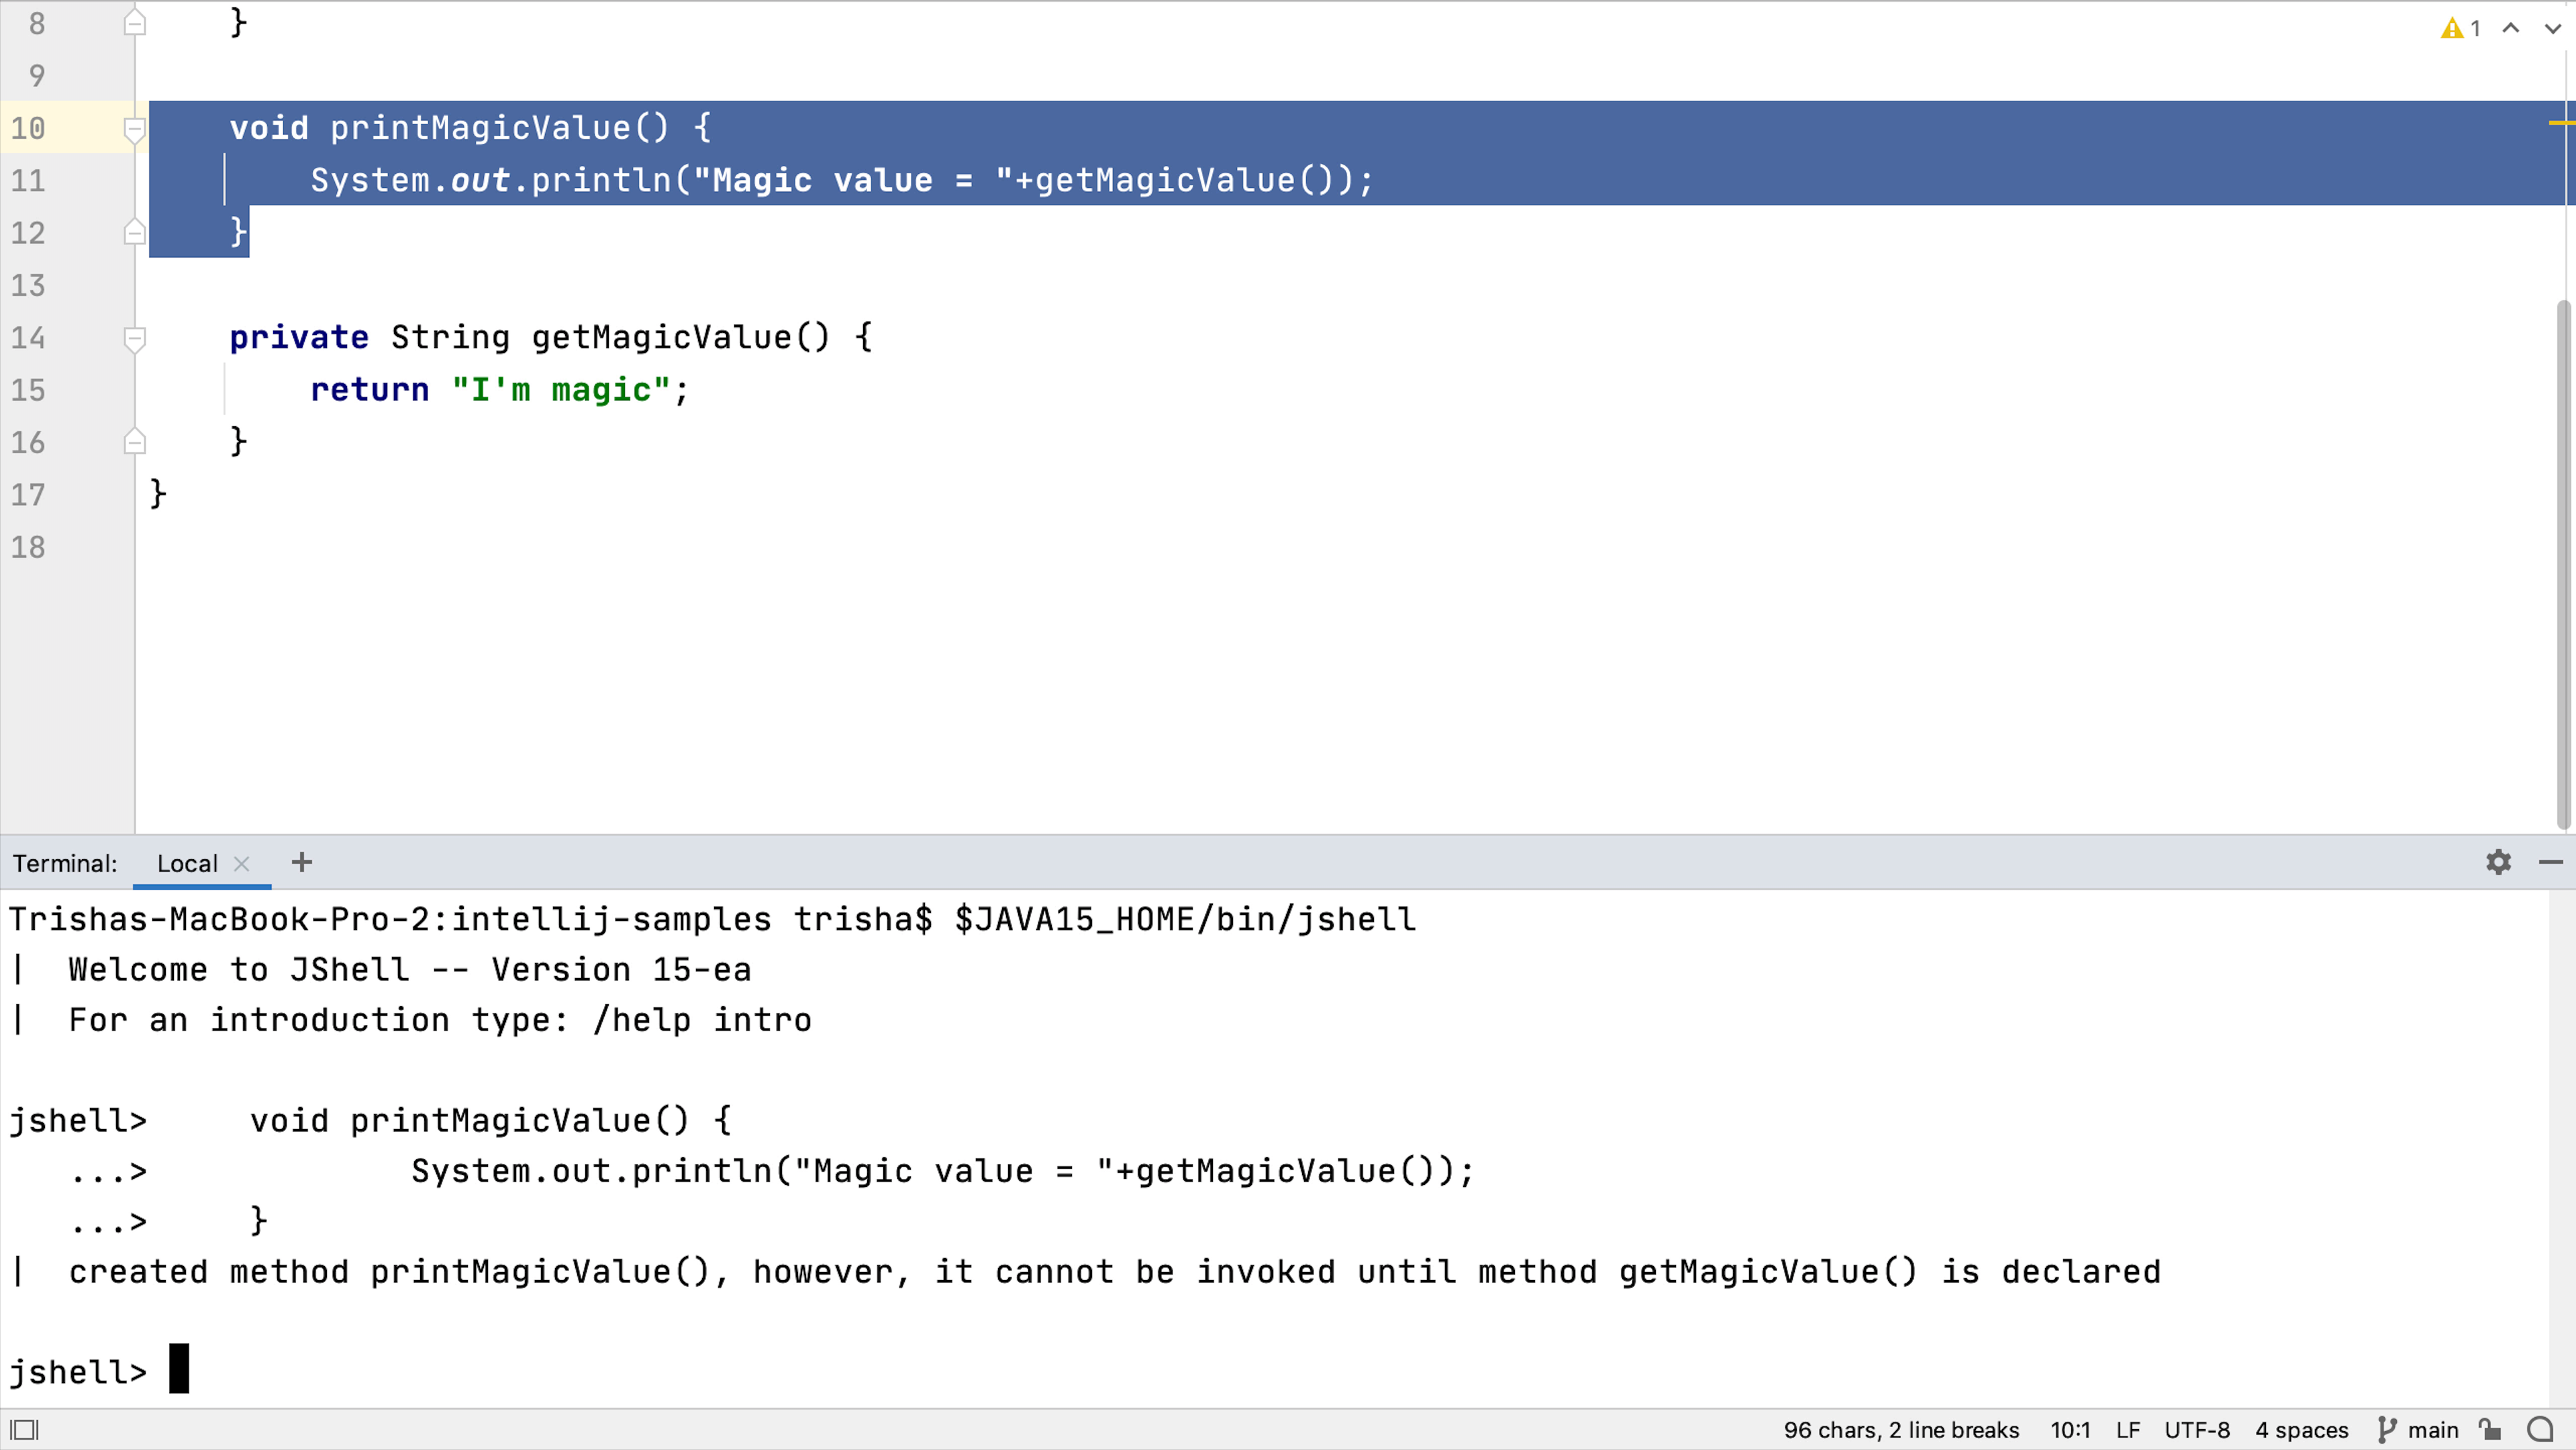 8 }
1
9
10 void printMagicValue() {
11 System.out.println("Magic value = "+getMagicValue());
12 }
13
14 private String getMagicValue() {
15 return "I'm magic";
16 }
17 }
18
Terminal: Local × +
Trishas-MacBook-Pro-2:intellij-samples trisha$ $JAVA15_HOME/bin/jshell
| Welcome to JShell -- Version 15-ea
| For an introduction type: /help intro
jshell> void printMagicValue() {
...> System.out.println("Magic value = "+getMagicValue());
...> }
| created method printMagicValue(), however, it cannot be invoked until method getMagicValue() is declared
jshell>
96 chars, 2 line breaks 10:1 LF UTF-8 4 spaces main